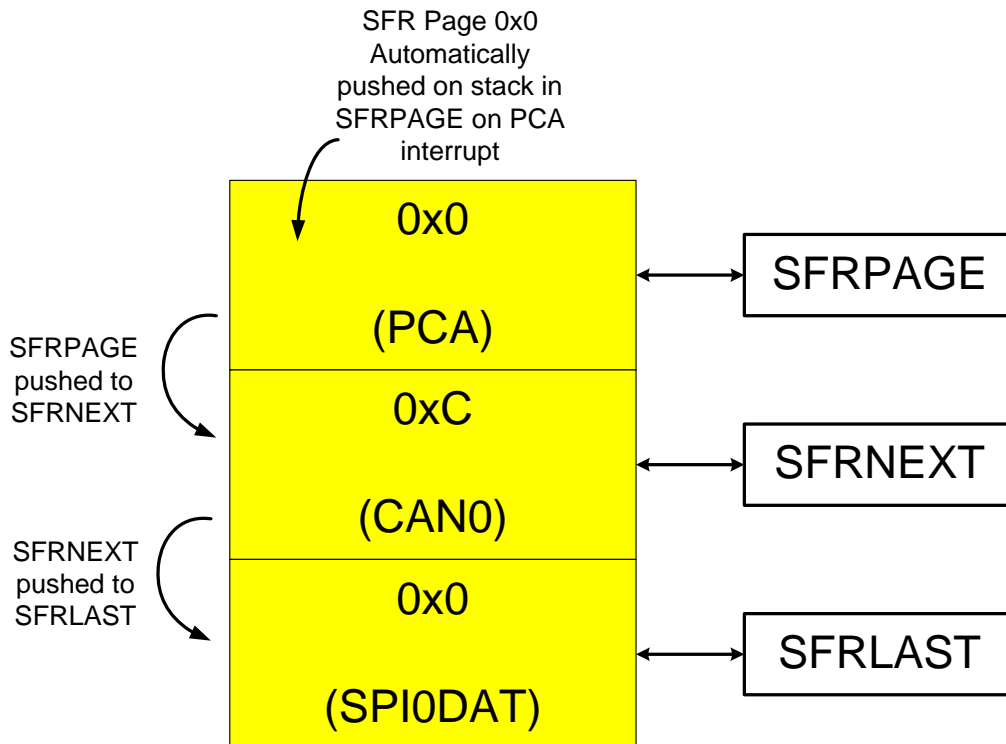 SFR Page 0x0
Automatically
pushed on stack in
SFRPAGE on PCA
interrupt
0x0
(PCA)
SFRPAGE
SFRPAGE
pushed to
SFRNEXT
0xC
(CAN0)
SFRNEXT
SFRNEXT
pushed to
SFRLAST
0x0
(SPI0DAT)
SFRLAST